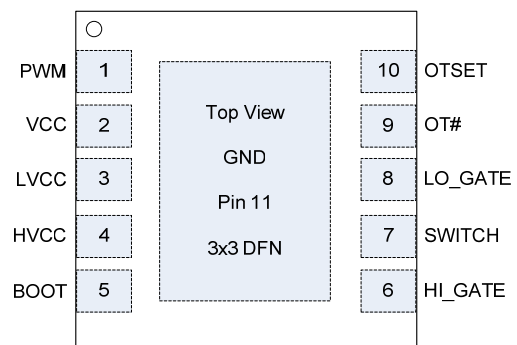 PWM 1 10 OTSET
VCC 2 9 OT#
LVCC 3 8 LO_GATE
HVCC 4 7 SWITCH
BOOT 5 6 HI_GATE
Top View
GND
Pin 11
3x3 DFN